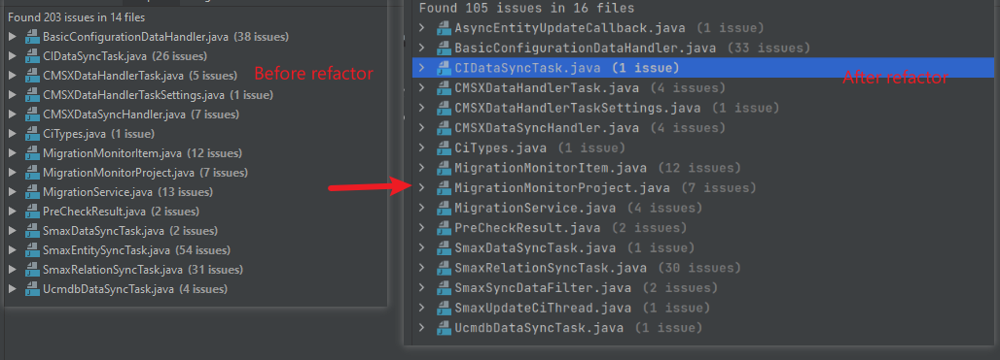 Found 203 issues in 14 files
BasicConfigurationDataHandler.java (38 issues)
CIDataSyncTask.java (26 issues)
CMSXDataHandlerTask.java (5 issues)
CMSXDataHandlerTaskSettings.java (1 issue)
CMSXDataSyncHandler.java (7 issues)
CiTypes.java (1 issue)
MigrationMonitorItem.java (12 issues)
MigrationMonitorProject.java (7 issues)
MigrationService.java (13 issues)
PreCheckResult.java (2 issues)
SmaxDataSyncTask.java (2 issues)
SmaxEntitySyncTask.java (54 issues)
SmaxRelationSyncTask.java (31 issues)
UcmdbDataSyncTask.java (4 issues)
Before refactor
Found 105 issues in 16 files
AsyncEntityUpdateCallback.java (1 issue)
BasicConfigurationDataHandler.java (33 issues)
CIDataSyncTask.java (1 issue)
CMSXDataHandlerTask.java (4 issues)
CMSXDataHandlerTaskSettings.java (1 issue)
CMSXDataSyncHandler.java (4 issues)
CiTypes.java (1 issue)
MigrationMonitorItem.java (12 issues)
MigrationMonitorProject.java (7 issues)
MigrationService.java (4 issues)
PreCheckResult.java (2 issues)
SmaxDataSyncTask.java (1 issue)
SmaxRelationSyncTask.java (30 issues)
SmaxSyncDataFilter.java (2 issues)
SmaxUpdateCiThread.java (1 issue)
UcmdbDataSyncTask.java (1 issue)
After refactor